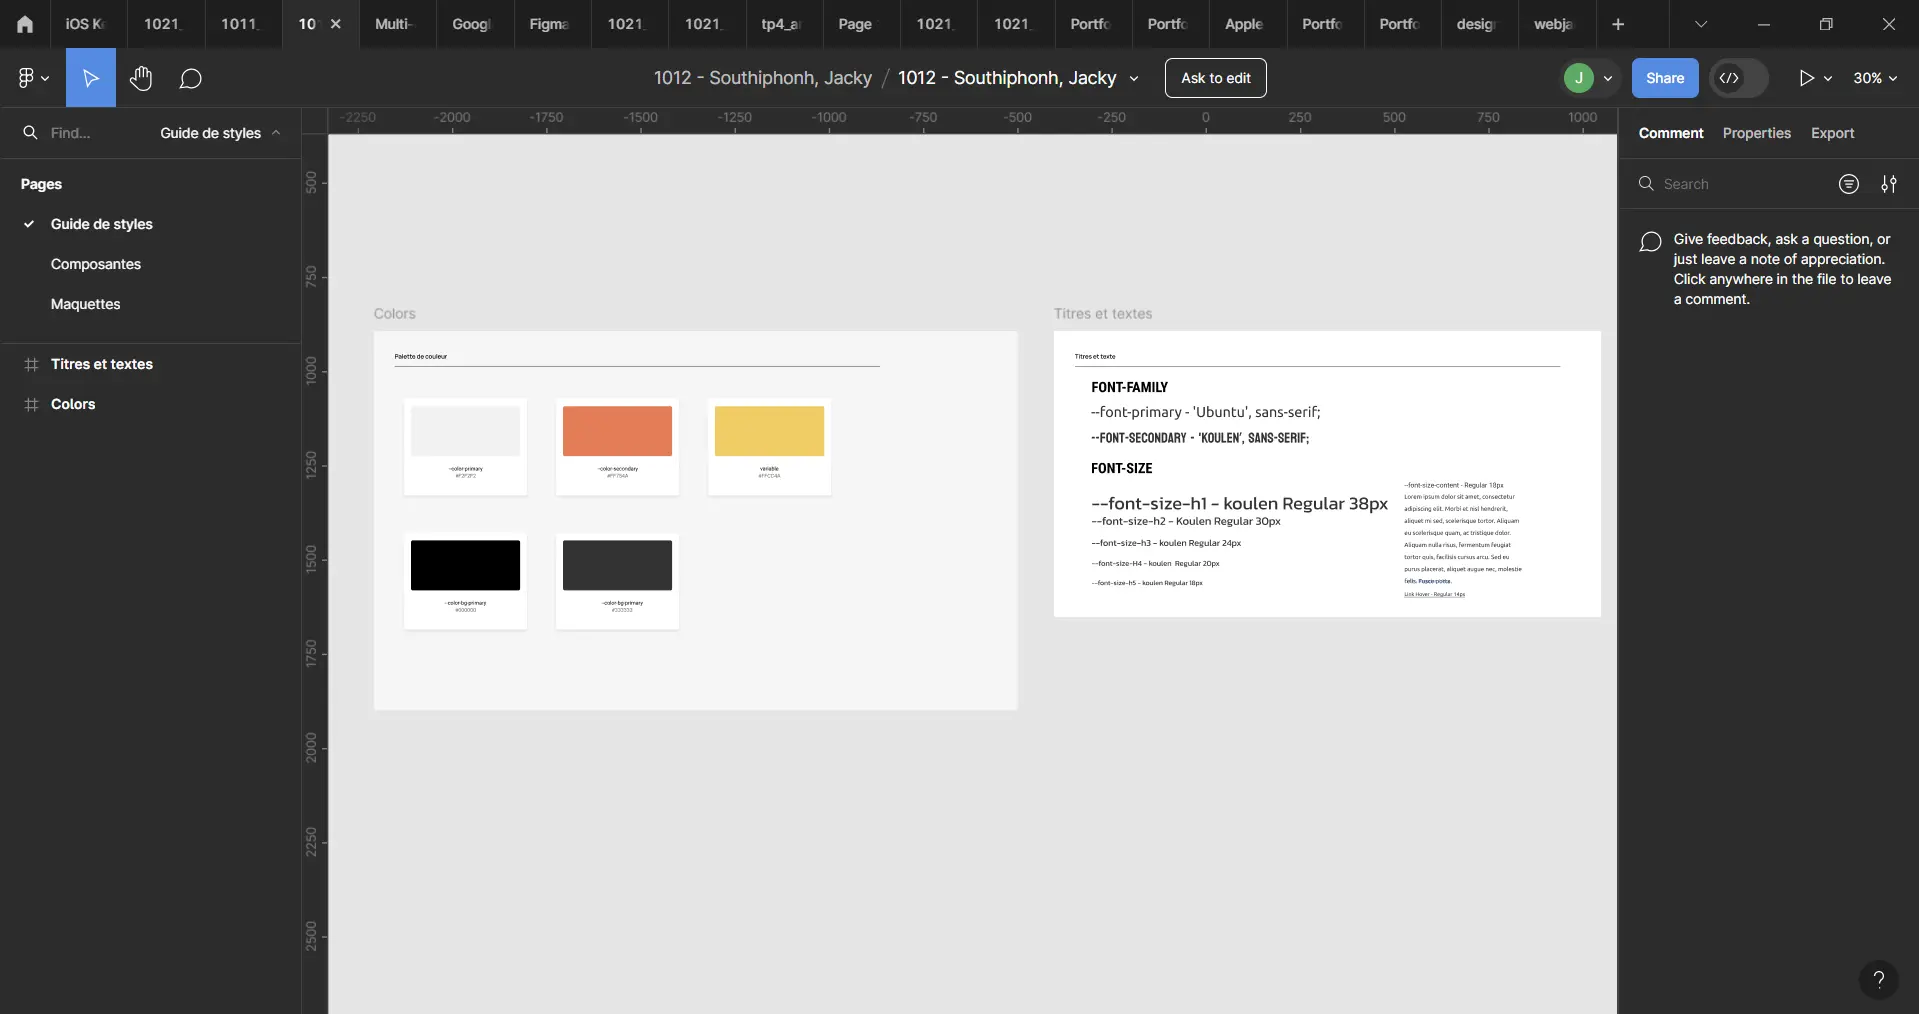 iOS Ke
1021_
1011_
10
Multi-
Goog
Figma
1021_
1021_
tp4_a
Page
1021_
1021_
Portfo
Portfo
Apple
Portfo
Portfo
desig
webja
1012 - Southiphonh, Jacky / 1012 - Southiphonh, Jacky
Ask to edit
J
Share
30%
Find...
Guide de styles
-2250 -2000 -1750 -1500 -1250 -1000 -750 -500 -250 0 250 500 750 1000
Comment Properties Export
Pages
Search
500
Guide de styles
Composantes
Maquettes
Give feedback, ask a question, or
just leave a note of appreciation.
Click anywhere in the file to leave
a comment.
750
Titres et textes
Colors
Colors
Palette de couleur
--color-primary
#F2F2F2
--color-secondary
variable
--color-bg-primary
#000000
--color-bg-primary
#333333
Titres et textes
Titres et texte
FONT-FAMILY
--font-primary - 'Ubuntu', sans-serif;
--FONT-SECONDARY - 'KOULEN', SANS-SERIF;
FONT-SIZE
--font-size-h1 - koulen Regular 38px
--font-size-h2 - Koulen Regular 30px
--font-size-h3 - koulen Regular 24px
--font-size-H4 - koulen Regular 20px
--font-size-h5 - koulen Regular 18px
--font-size-content - Regular 18px
Lorem ipsum dolor sit amet, consectetur
adipiscing elit. Morbi et nisl hendrerit,
aliquet mi sed, scelerisque tortor. Aliquam
eu scelerisque quam, ac tristique dolor.
Aliquam nulla risus, fermentum feugiat
tortor quis, facilisis cursus arcu. Sed eu
purus placerat, aliquet augue nec, molestie
felis. Fusce porta.
Link Hover - Regular 14px
1000
1250
1500
1750
2000
2250
2500
?